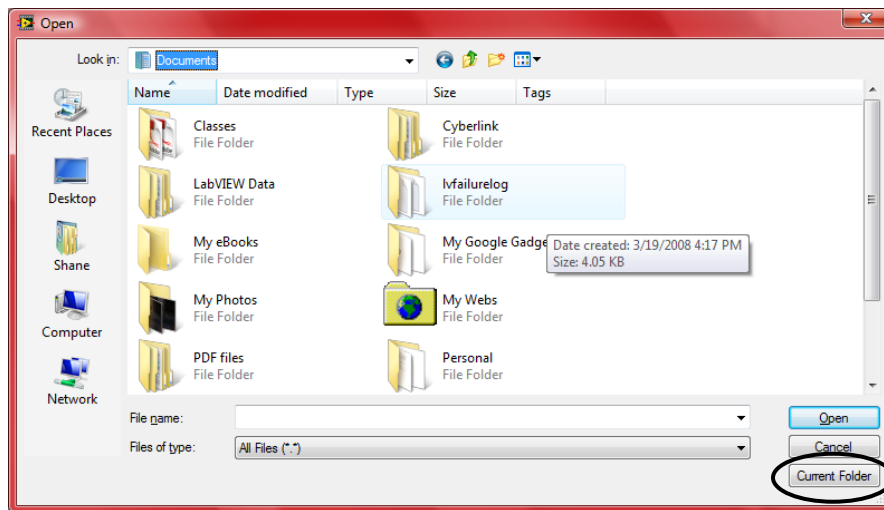 Open
Look in:
Documents
Name
Date modified
Type
Size
Tags
Recent Places
Desktop
Shane
Computer
Network
Classes
File Folder
Cyberlink
File Folder
LabVIEW Data
File Folder
lvfailurelog
File Folder
My eBooks
File Folder
My Google Gadge
File Folder
Date created: 3/19/2008 4:17 PM
Size: 4.05 KB
My Photos
File Folder
My Webs
File Folder
PDF files
File Folder
Personal
File Folder
File name:
Open
Files of type:
All Files (*.*)
Cancel
Current Folder